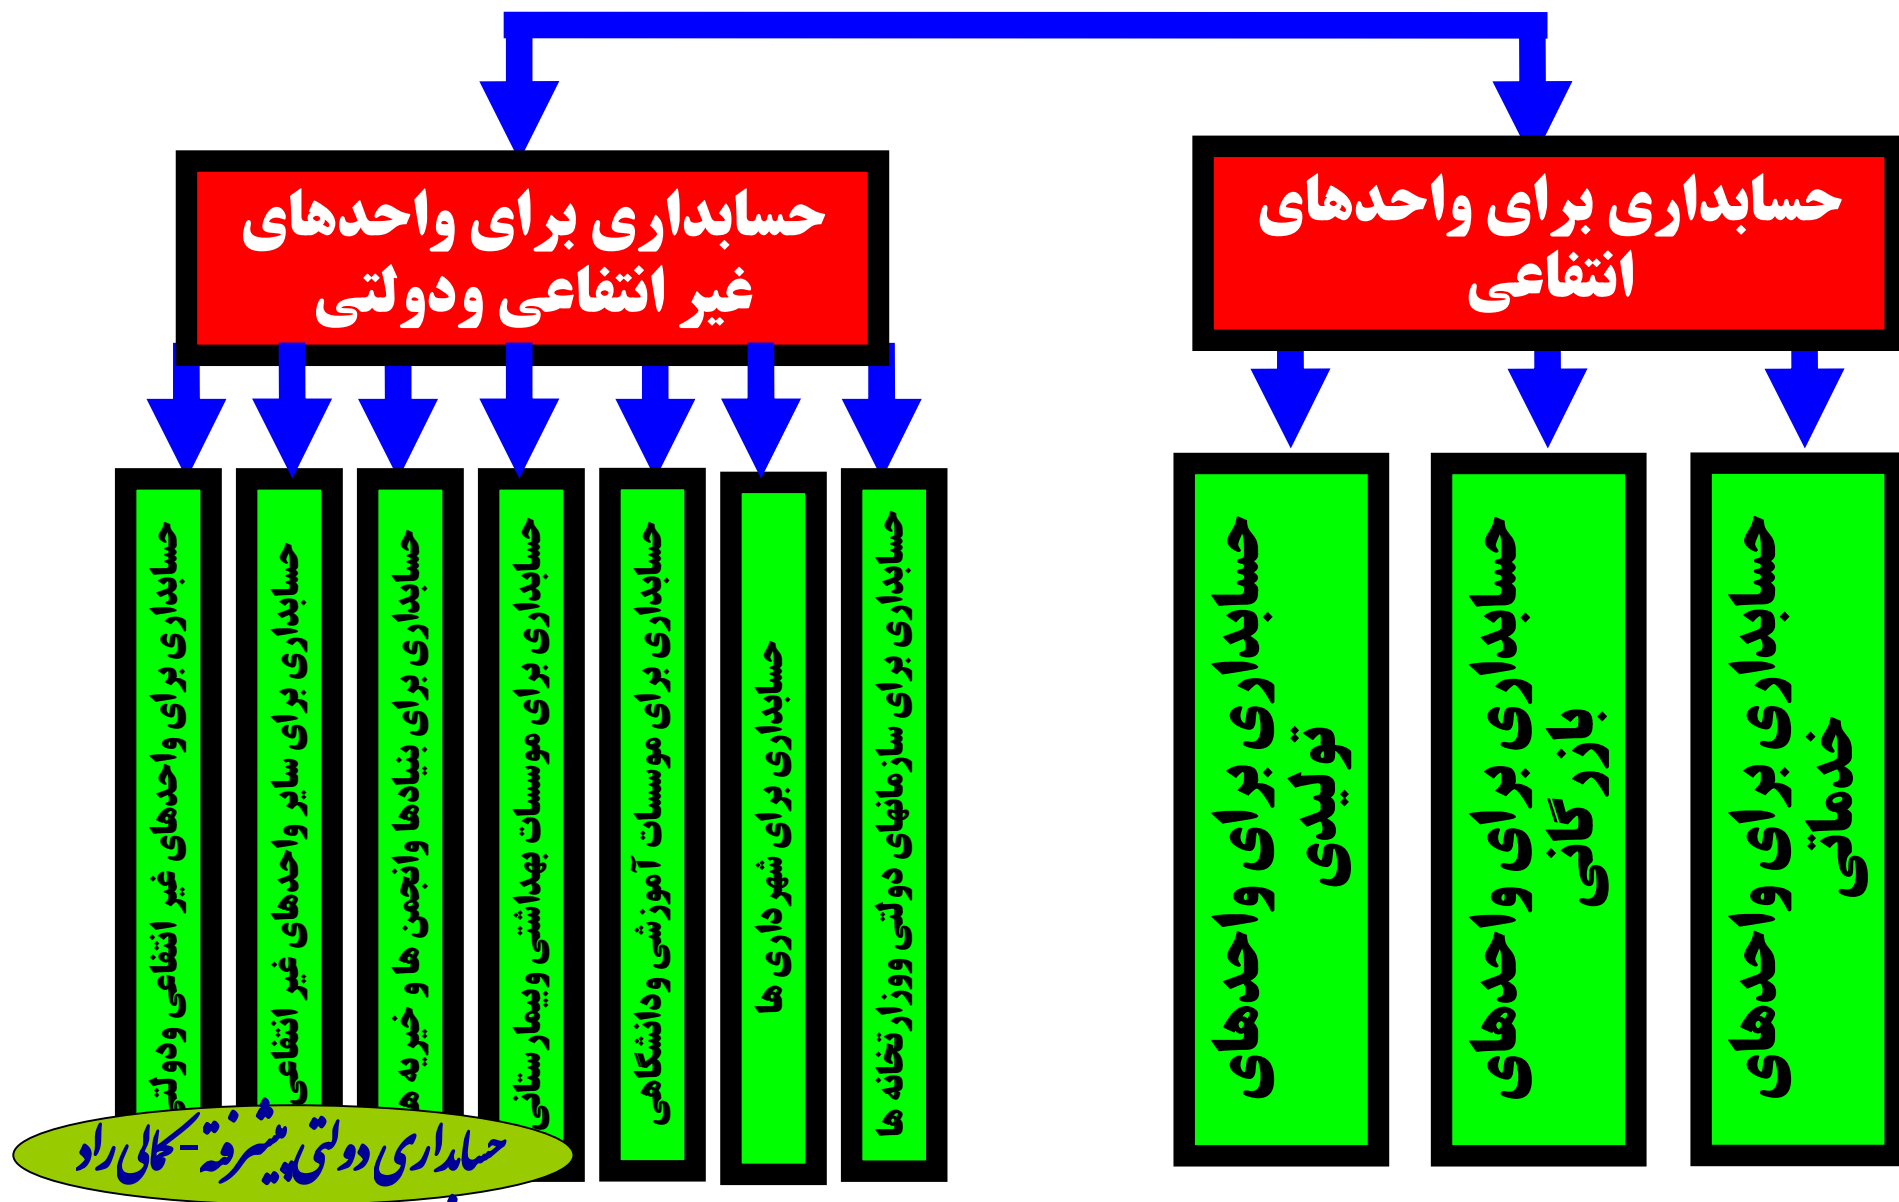 حسابداری برای واحدهای
انتفاعی
حسابداری برای واحدهای
غیر انتفاعی ودولتی
حسابداری برای واحدهای
خدماتی
حسابداری برای واحدهای
بازرگانی
حسابداری برای واحدهای
تولیدی
حسابداری برای سازمانهای دولتی ووزارتخانه ها
حسابداری برای شهرداری ها
حسابداری برای موسسات آموزشی ودانشگاهی
حسابداری برای موسسات بهداشتی وبیمارستانی
حسابداری برای بنیادها وانجمن ها و خیریه
حسابداری برای سایر واحدهای غیر انتفاعی
حسابداری برای واحدهای غیر انتفاعی ودولتی
حسابداری دولتی پیشرفته - کمالی راد